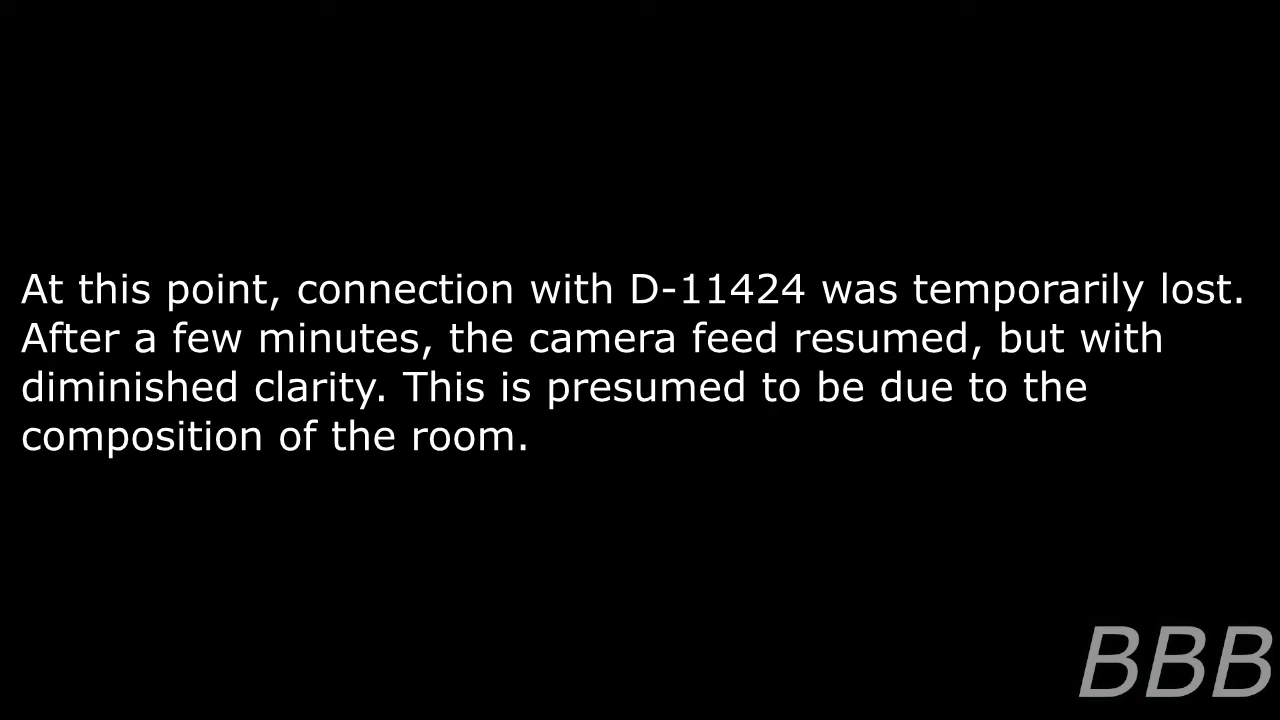 At this point, connection with D-11424 was temporarily lost.
After a few minutes, the camera feed resumed, but with
diminished clarity. This is presumed to be due to the
composition of the room.
BBB